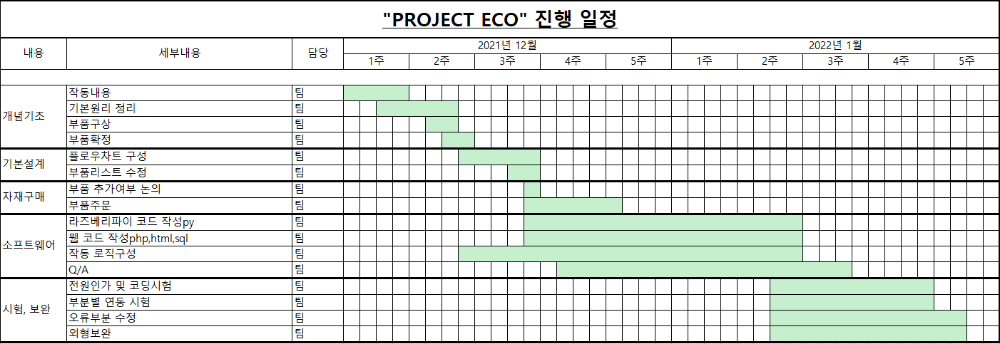 "PROJECT ECO" 진행 일정
내용 세부내용 담당 2021년 12월 2022년 1월
1주 2주 3주 4주 5주 1주 2주 3주 4주 5주
개념기초
작동내용 팀
기본원리 정리 팀
부품구상 팀
부품확정 팀
기본설계
플로우차트 구성 팀
부품리스트 수정 팀
자재구매
부품 추가여부 논의 팀
부품주문 팀
소프트웨어
라즈베리파이 코드 작성py 팀
웹 코드 작성php,html,sql 팀
작동 로직구성 팀
Q/A 팀
시험, 보완
전원인가 및 코딩시험 팀
부분별 연동 시험 팀
오류부분 수정 팀
외형보완 팀